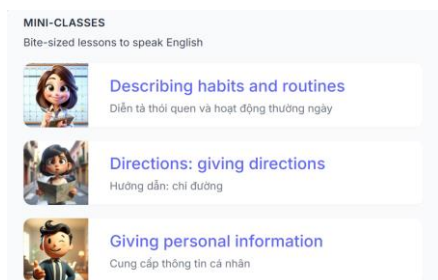 MINI-CLASSES
Bite-sized lessons to speak English
Describing habits and routines
Diễn tả thói quen và hoạt động thường ngày
Directions: giving directions
Hướng dẫn: chỉ đường
Giving personal information
Cung cấp thông tin cá nhân